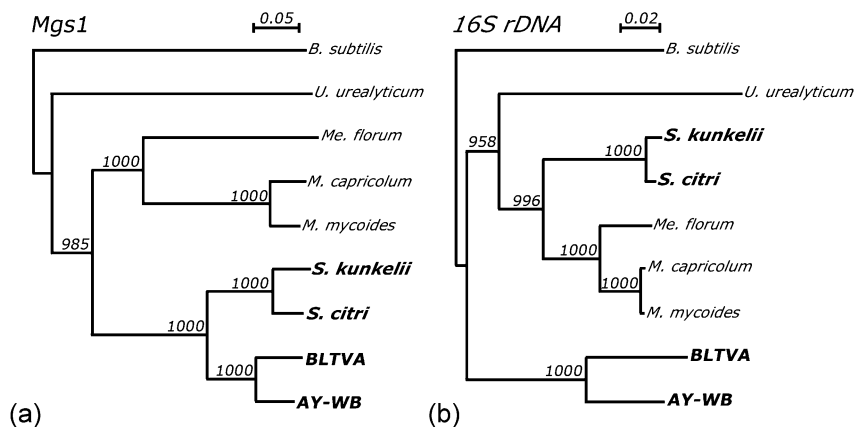 Mgs1
0.05
B. subtilis
U. urealyticum
Me. florum
1000
M. capricolum
1000
M. mycoides
985
S. kunkelii
1000
S. citri
1000
BLTVA
1000
AY-WB
(a)
16S rDNA
0.02
B. subtilis
U. urealyticum
958
S. kunkelii
1000
S. citri
996
Me. florum
1000
M. capricolum
1000
M. mycoides
BLTVA
1000
AY-WB
(b)